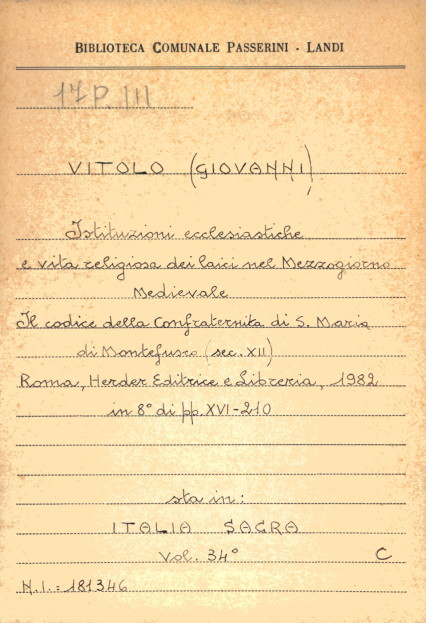 BIBLIOTECA COMUNALE PASSERINI - LANDI
17P. III
VITOLO (GIOVANNI)
Istituzioni ecclesiastiche
e vita religiosa dei laici nel Mezzogiorno
Medievale
Il codice della Confraternita di S. Maria
di Montefusco (sec. XII)
Roma, Herder Editrice e Libreria, 1982
in 8° di pp. XVI-210
sta in:
ITALIA SACRA
Vol. 34° C
N.I.: 181346